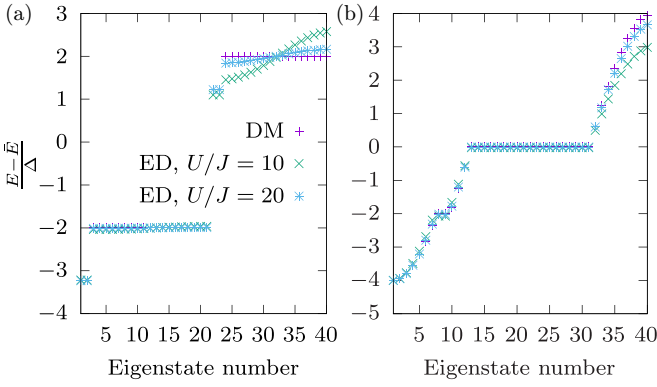 (a)
3
2
1
0
−1
−2
−3
−4
E−Ē
Δ
DM
ED, U/J = 10
ED, U/J = 20
5 10 15 20 25 30 35 40
Eigenstate number
(b)
4
3
2
1
0
−1
−2
−3
−4
−5
5 10 15 20 25 30 35 40
Eigenstate number